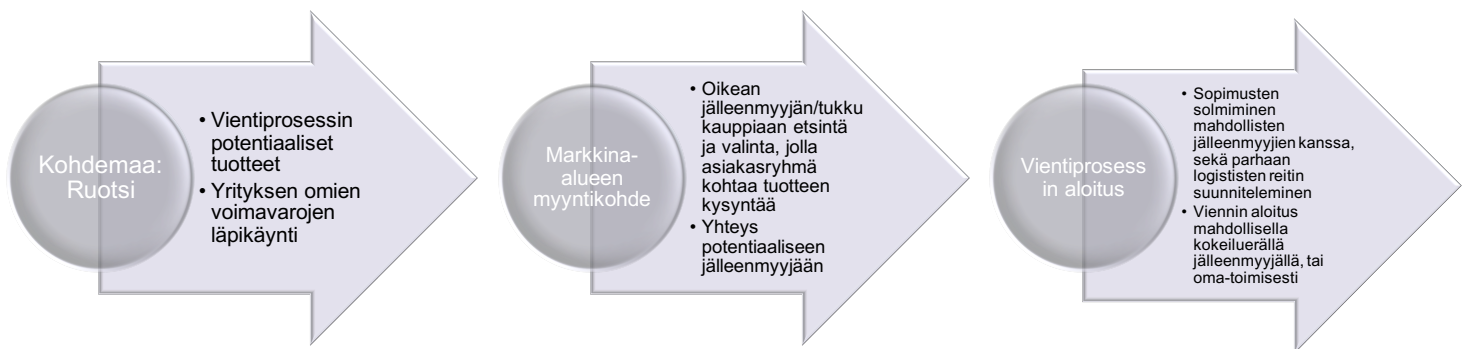 Kohdemaa:
Ruotsi
• Vientiprosessin
potentiaaliset
tuotteet
• Yrityksen omien
voimavarojen
läpikäynti
Markkina-
alueen
myyntikohde
• Oikean
jälleenmyyjän/tukku
kauppiaan etsintä
ja valinta, jolla
asiakasryhmä
kohtaa tuotteen
kysyntää
• Yhteys
potentiaaliseen
jälleenmyyjään
Vientiprosess
in aloitus
• Sopimusten
solmiminen
mahdollisten
jälleenmyyjien kanssa,
sekä parhaan
logististen reitin
suunniteleminen
• Viennin aloitus
mahdollisella
kokeiluerällä
jälleenmyyjällä, tai
oma-toimisesti